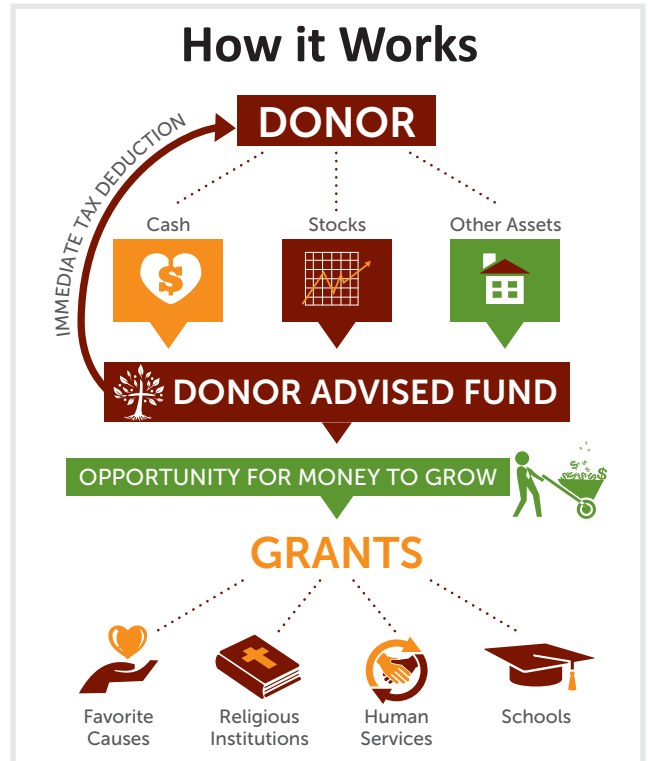 How it Works
DONOR
IMMEDIATE TAX DEDUCTION
Cash
Stocks
Other Assets
$
DONOR ADVISED FUND
OPPORTUNITY FOR MONEY TO GROW
GRANTS
Favorite
Causes
Religious
Institutions
Human
Services
Schools